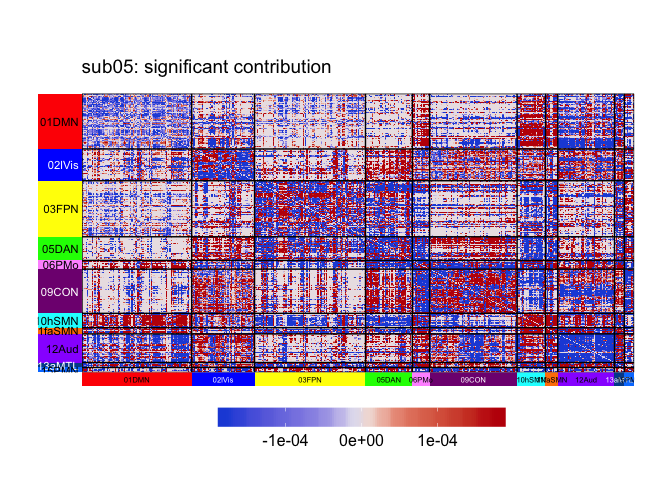 sub05: significant contribution
01DMN
02lVis
03FPN
05DAN
06PMo
09CON
10hSMN
11faSMN
12Aud
13aMTL
01DMN 02lVis 03FPN 05DAN 06PMo 09CON 10hSMN 12Aud
-1e-04 0e+00 1e-04